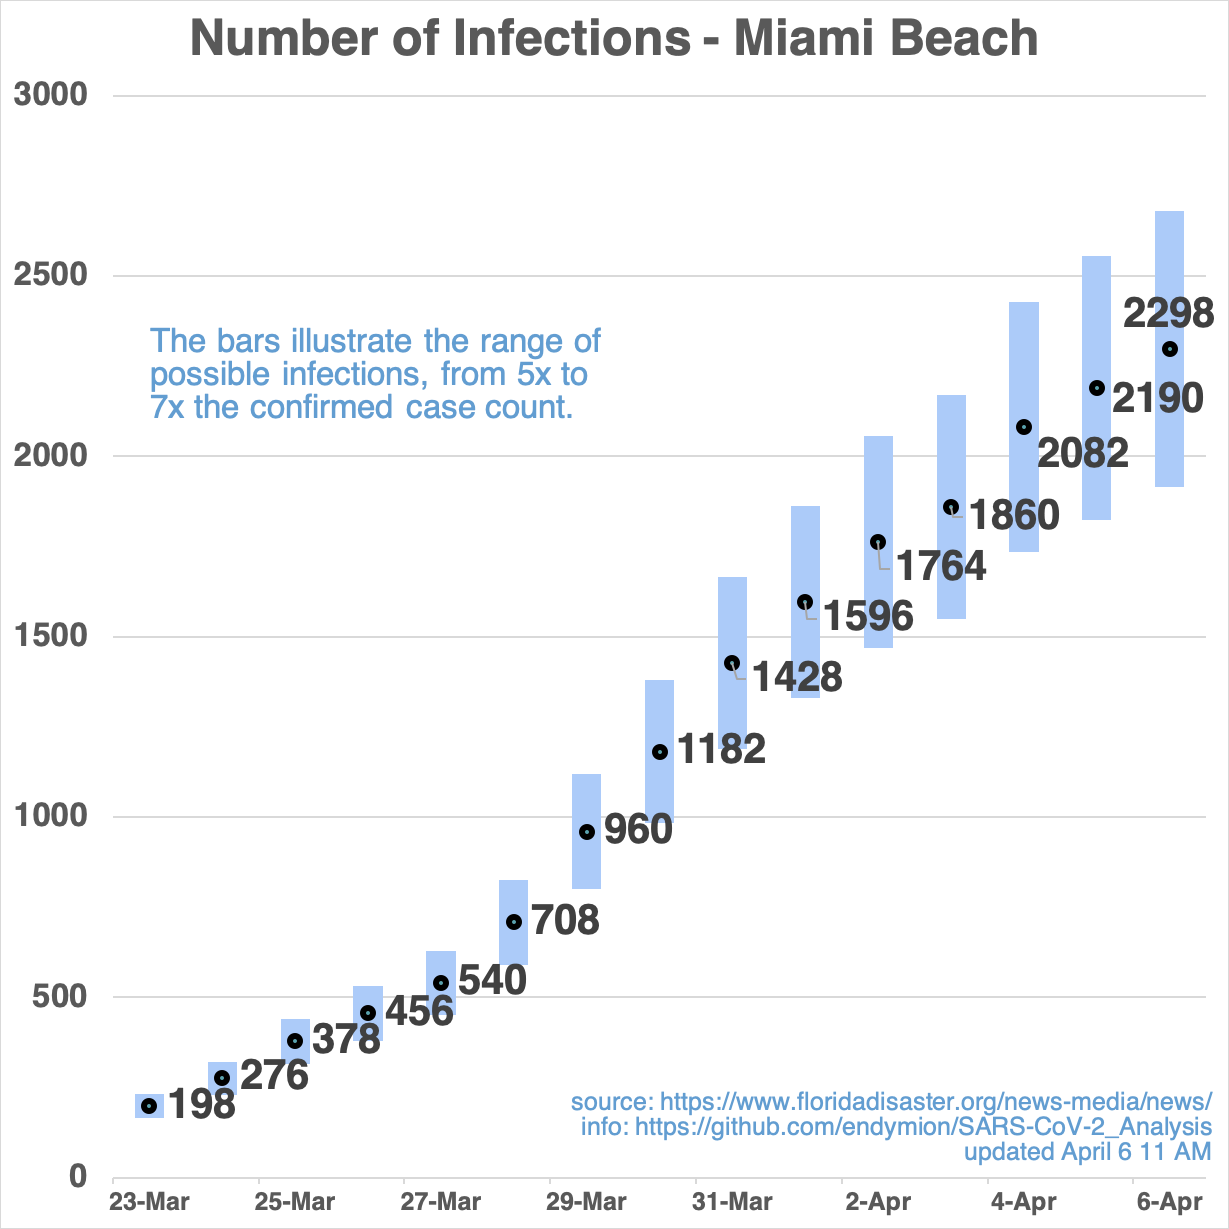 Number of Infections - Miami Beach
3000
2500
2000
1500
1000
500
0
The bars illustrate the range of
possible infections, from 5x to
7x the confirmed case count.
198
276
378
456
540
708
960
1182
1428
1596
1764
1860
2082
2190
2298
source: https://www.floridadisaster.org/news-media/news/
info: https://github.com/endymion/SARS-CoV-2_Analysis
updated April 6 11 AM
23-Mar 25-Mar 27-Mar 29-Mar 31-Mar 2-Apr 4-Apr 6-Apr